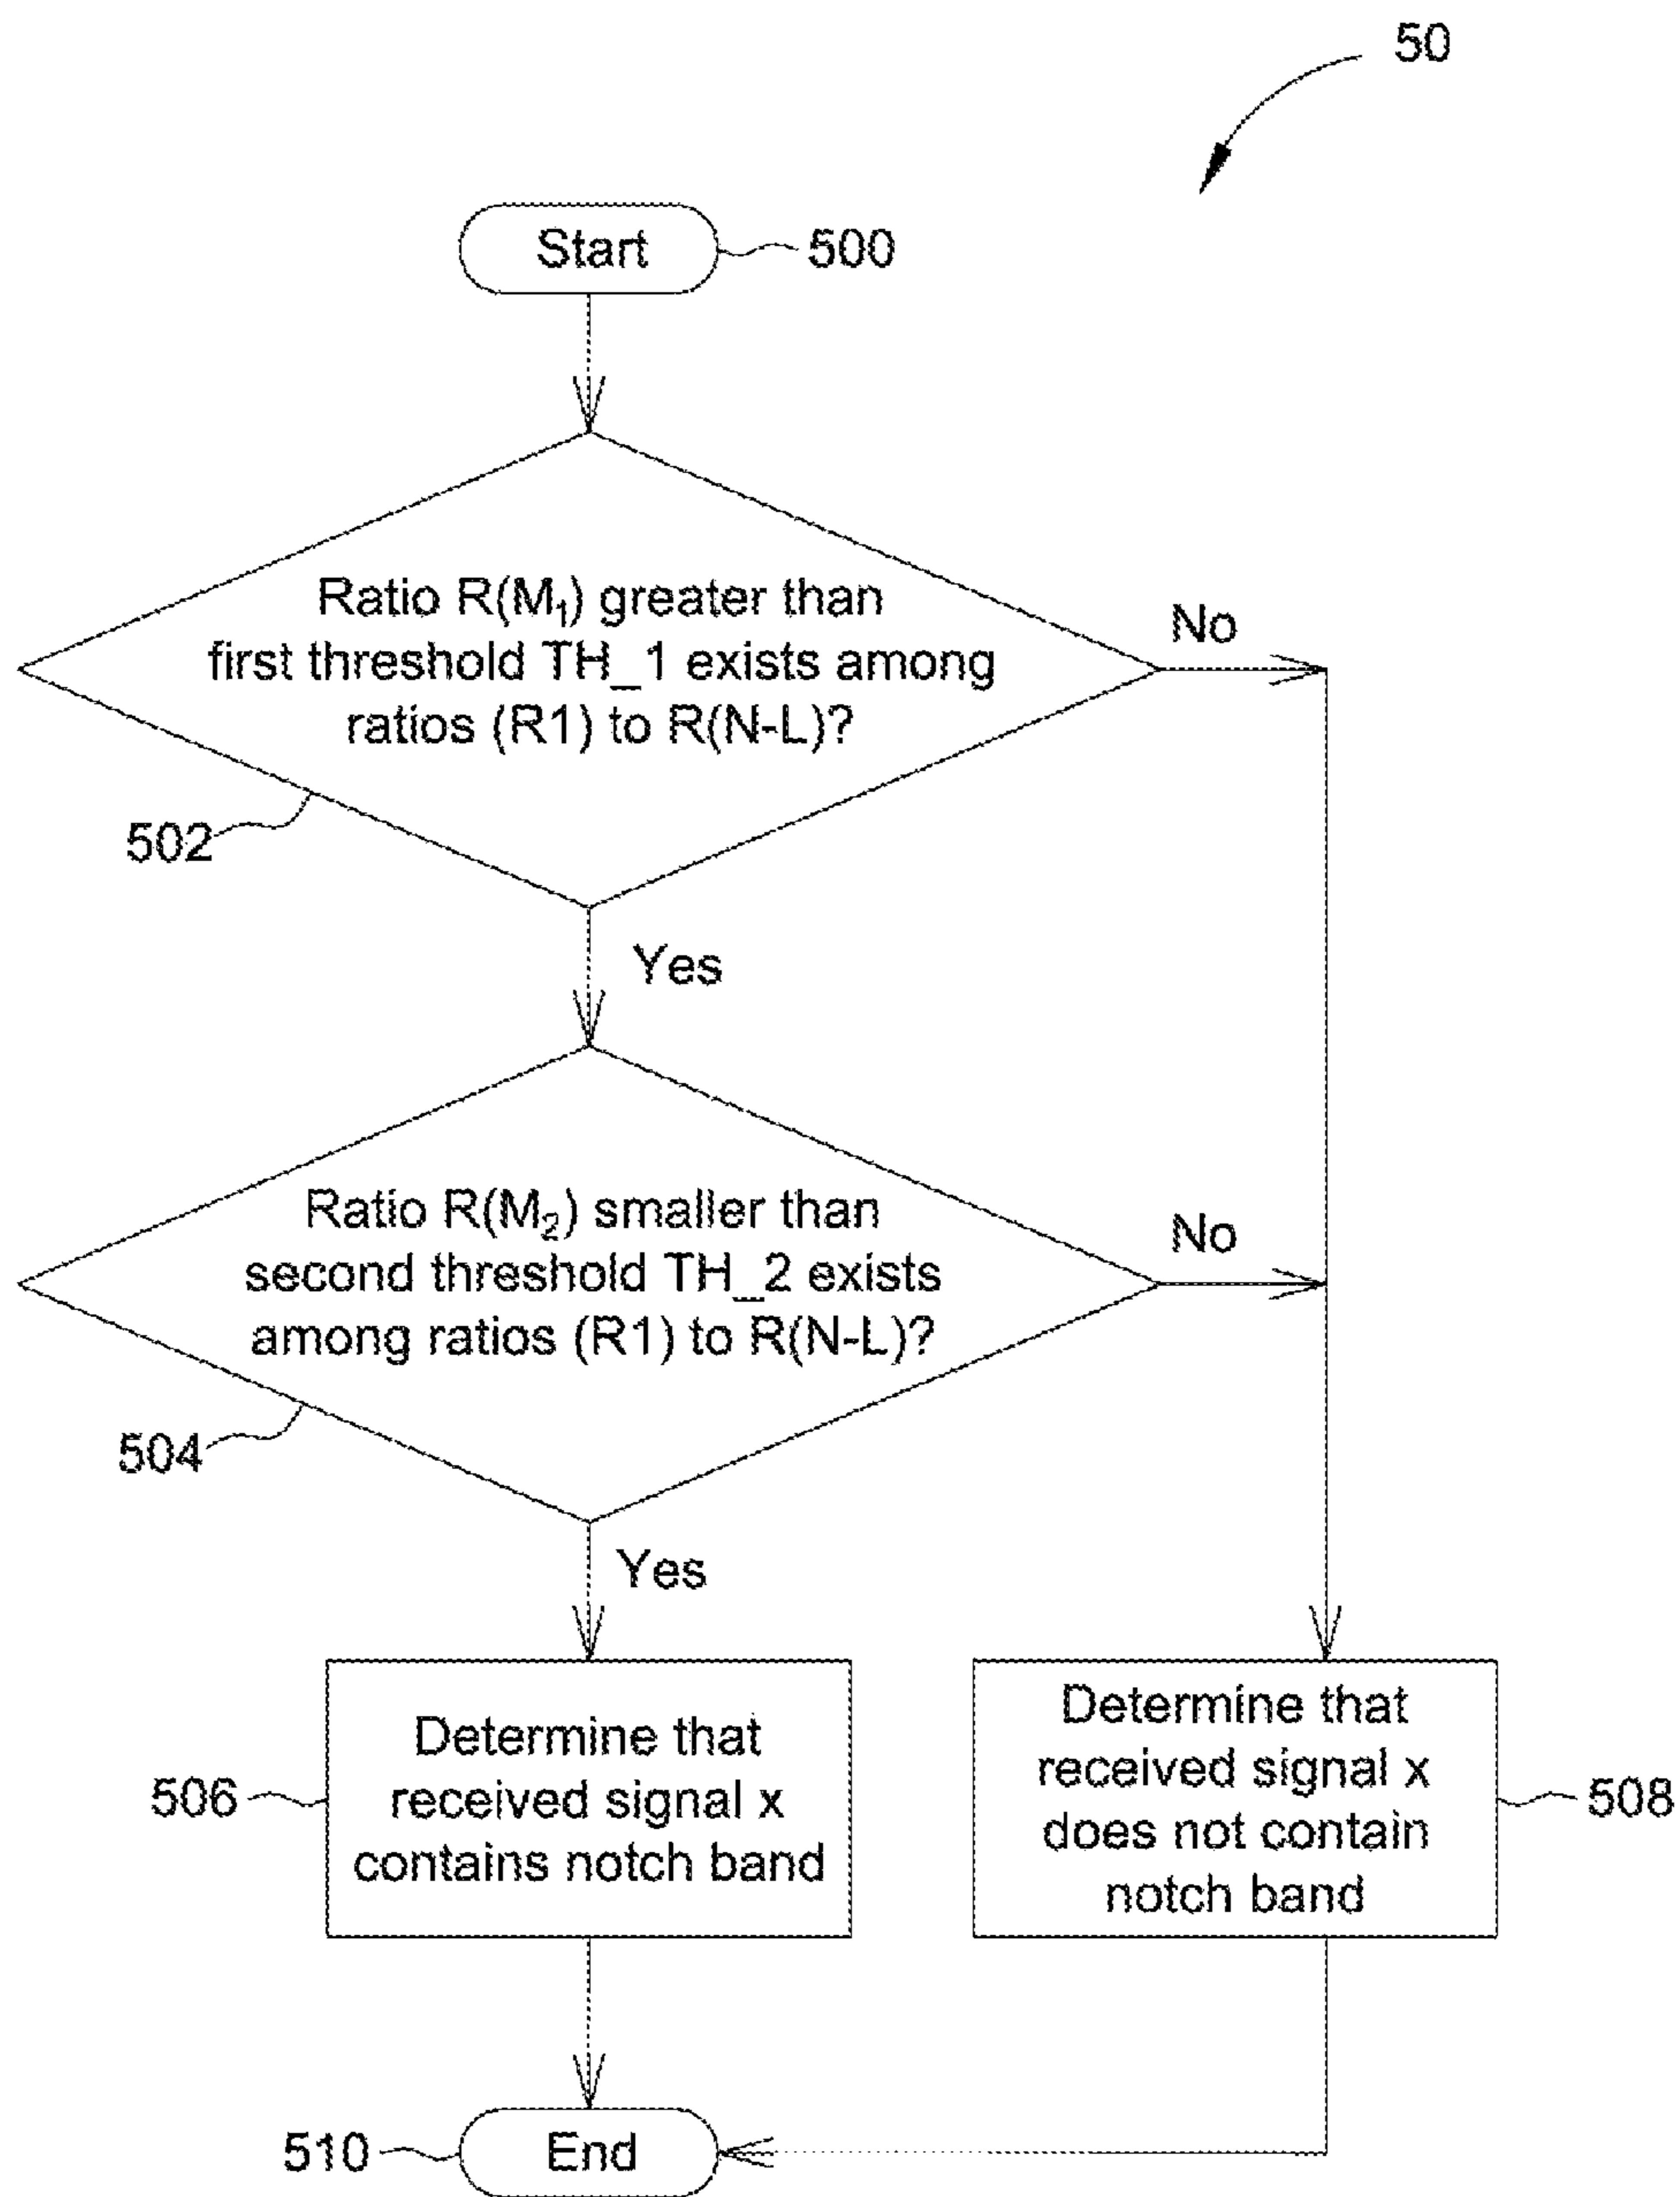 50
Start
500
Ratio R(M₁) greater than
first threshold TH_1 exists among
ratios (R1) to R(N-L)?
No
502
Yes
Ratio R(M₂) smaller than
second threshold TH_2 exists
among ratios (R1) to R(N-L)?
No
504
Yes
Determine that
received signal x
contains notch band
506
Determine that
received signal x
does not contain
notch band
508
510
End